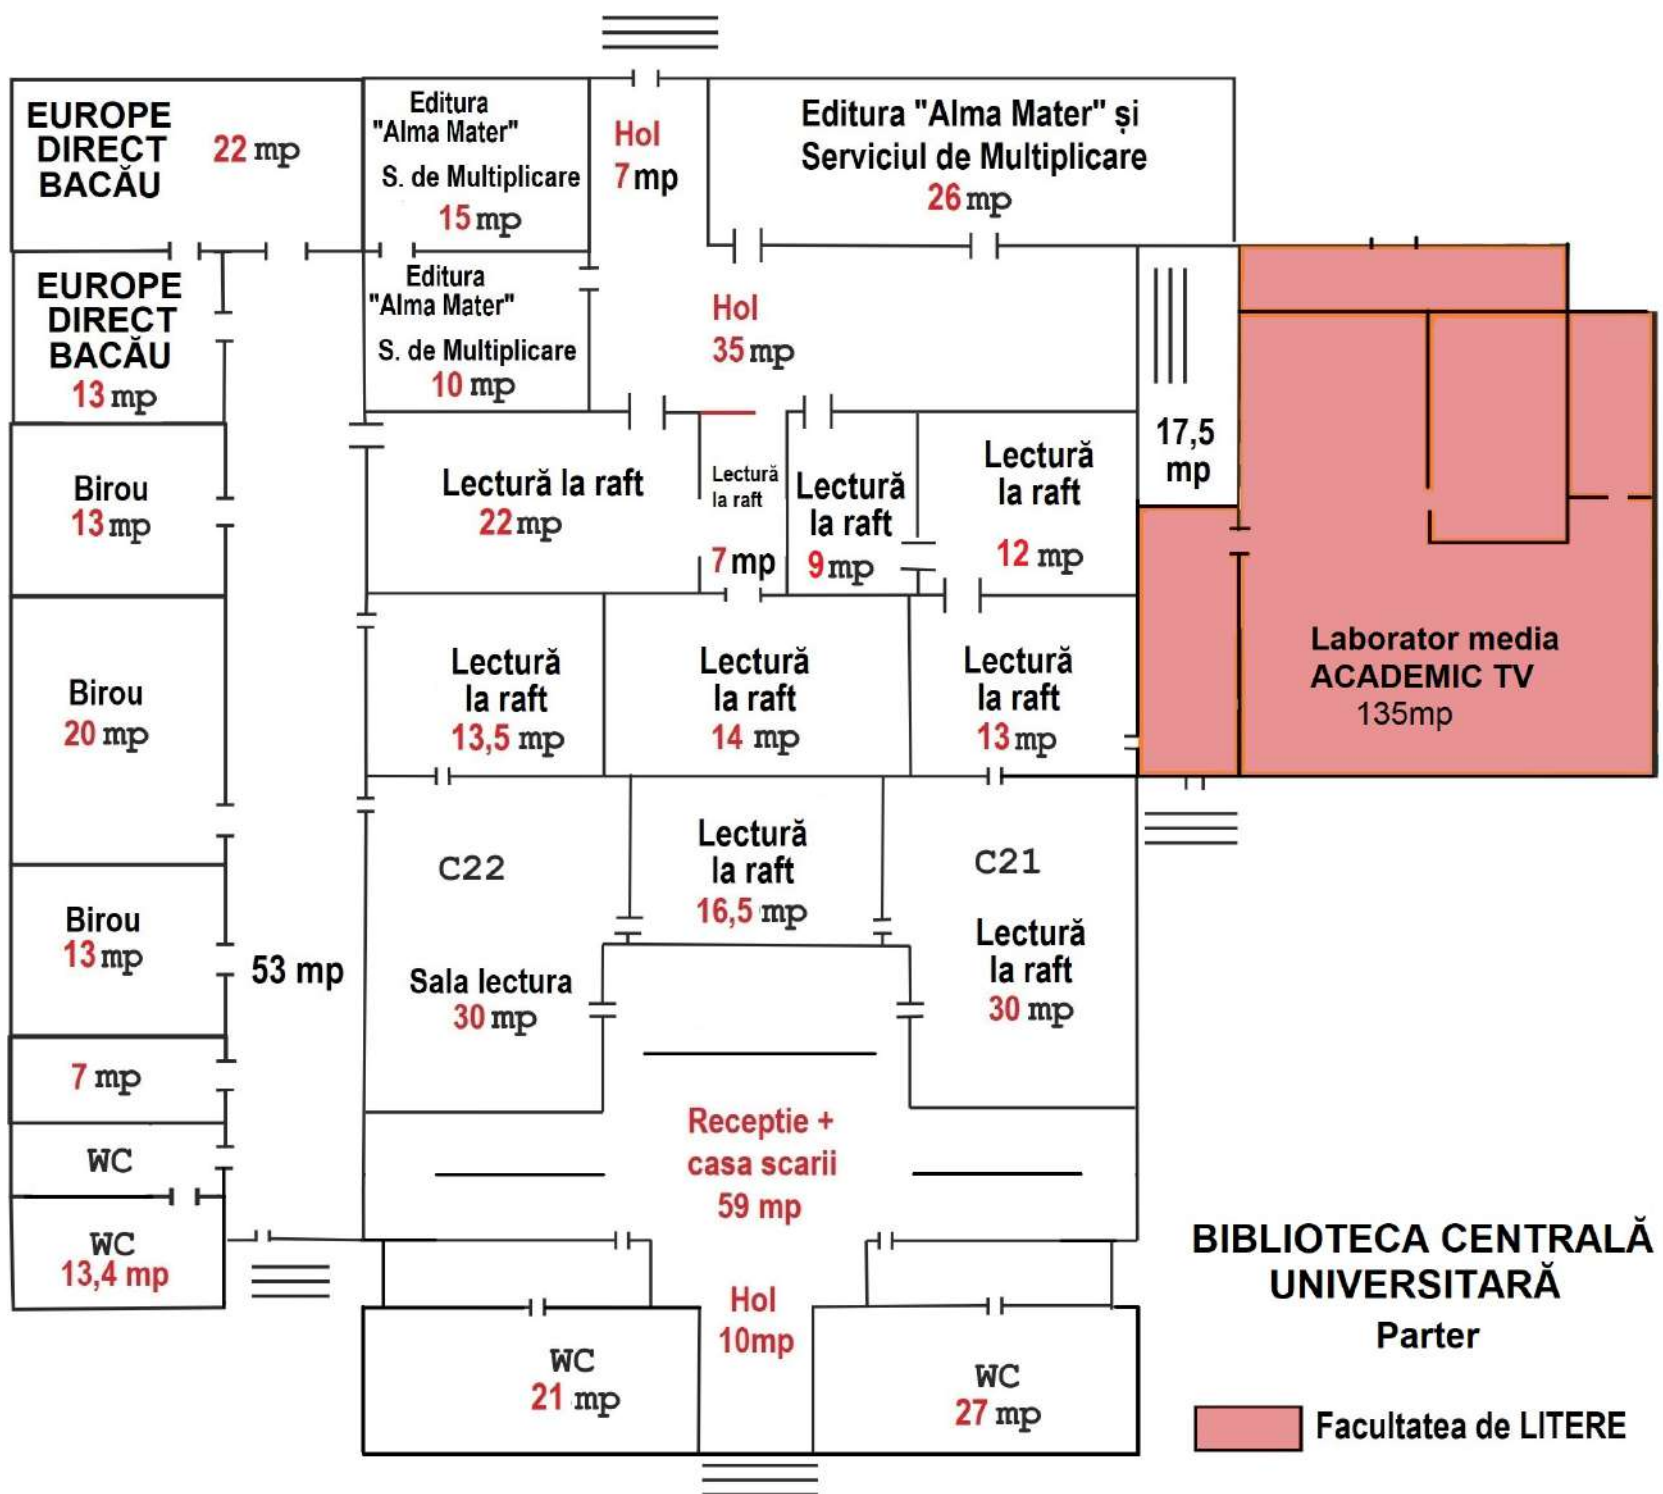 EUROPE
DIRECT
BACĂU
22 mp
Editura
"Alma Mater"
S. de Multiplicare
15 mp
Hol
7 mp
Editura "Alma Mater" și
Serviciul de Multiplicare
26 mp
EUROPE
DIRECT
BACĂU
13 mp
Editura
"Alma Mater"
S. de Multiplicare
10 mp
Hol
35 mp
17,5
mp
Birou
13 mp
Lectură la raft
22 mp
Lectură
la raft
7 mp
Lectură
la raft
9 mp
Lectură
la raft
12 mp
Birou
20 mp
Lectură
la raft
13,5 mp
Lectură
la raft
14 mp
Lectură
la raft
13 mp
Laborator media
ACADEMIC TV
135mp
Birou
13 mp
53 mp
C22
Sala lectura
30 mp
Lectură
la raft
16,5 mp
C21
Lectură
la raft
30 mp
7 mp
WC
WC
13,4 mp
Receptie +
casa scarii
59 mp
Hol
10mp
WC
21 mp
WC
27 mp
BIBLIOTECA CENTRALĂ
UNIVERSITARĂ
Parter
Facultatea de LITERE